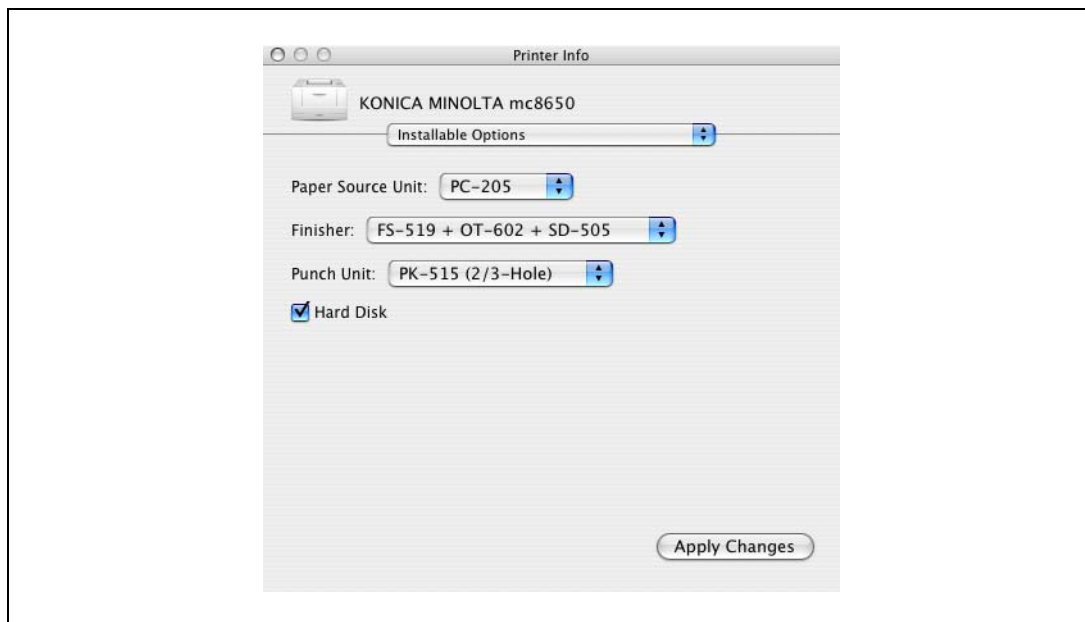 Printer Info
KONICA MINOLTA mc8650
Installable Options
Paper Source Unit: PC-205
Finisher: FS-519 + OT-602 + SD-505
Punch Unit: PK-515 (2/3-Hole)
Hard Disk
Apply Changes